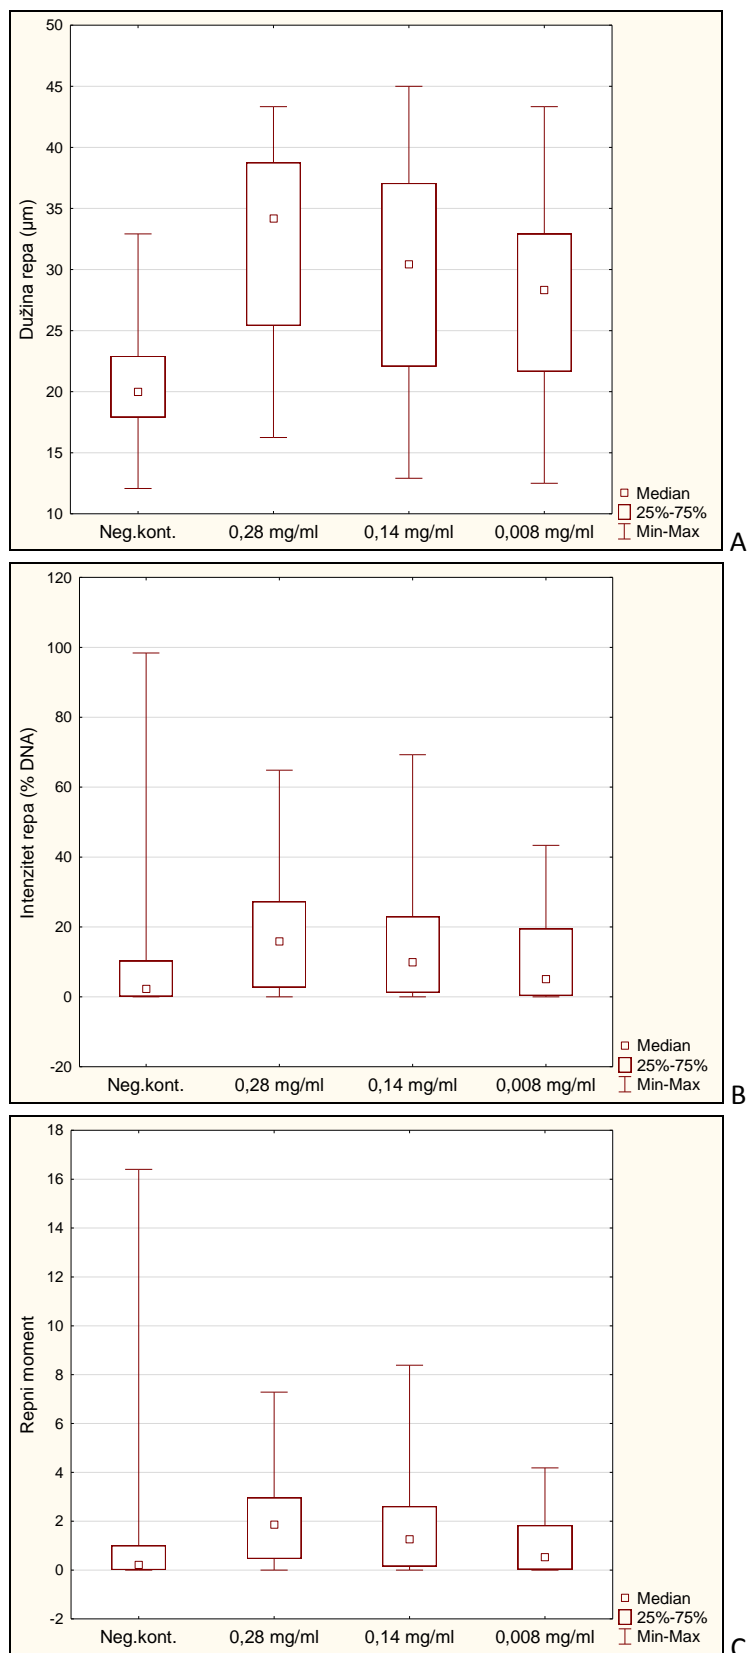 50
45
40
35
30
25
20
15
10
Dužina repa (µm)
Neg.kont. 0,28 mg/ml 0,14 mg/ml 0,008 mg/ml
Median
25%-75%
Min-Max
A
120
100
80
60
40
20
0
-20
Intenzitet repa (% DNA)
Neg.kont. 0,28 mg/ml 0,14 mg/ml 0,008 mg/ml
Median
25%-75%
Min-Max
B
18
16
14
12
10
8
6
4
2
0
-2
Repni moment
Neg.kont. 0,28 mg/ml 0,14 mg/ml 0,008 mg/ml
Median
25%-75%
Min-Max
C